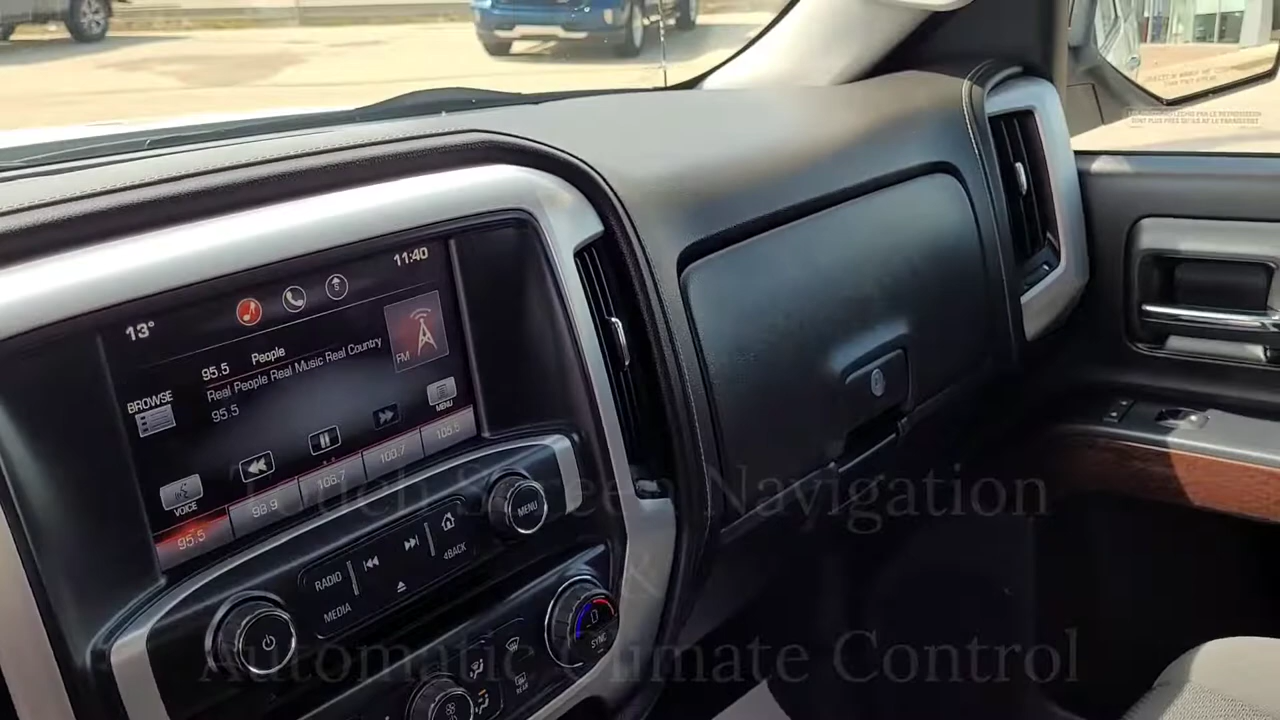 11:40
13°
95.5 People
Real People Real Music Real Country
95.5
FM
BROWSE
MENU
VOICE
95.5 98.9 106.7 100.7 105.5
MENU
RADIO
BACK
MEDIA
SYNC
REAR
Touch Screen Navigation
&
Automatic Climate Control